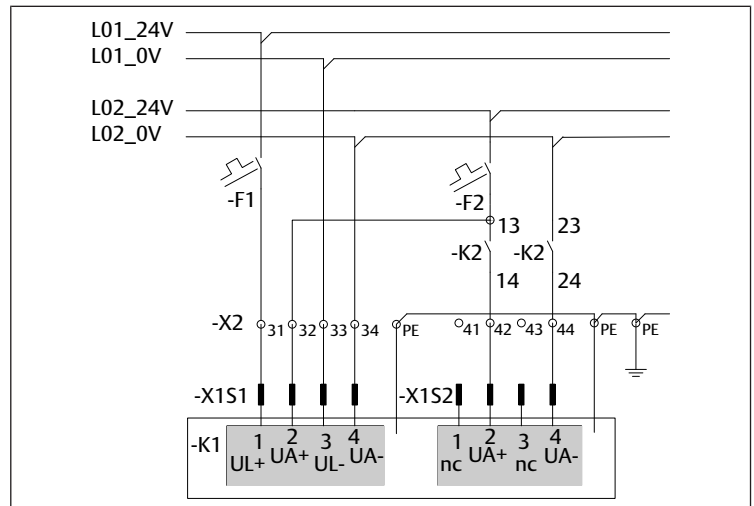 L01_24V
L01_0V
L02_24V
L02_0V
-F1 -F2
13 23
-K2 -K2
14 24
-X2 31 32 33 34 PE 41 42 43 44 PE PE
-X1S1 -X1S2
-K1 1 2 3 4 1 2 3 4
UL+ UA+ UL- UA- nc UA+ nc UA-